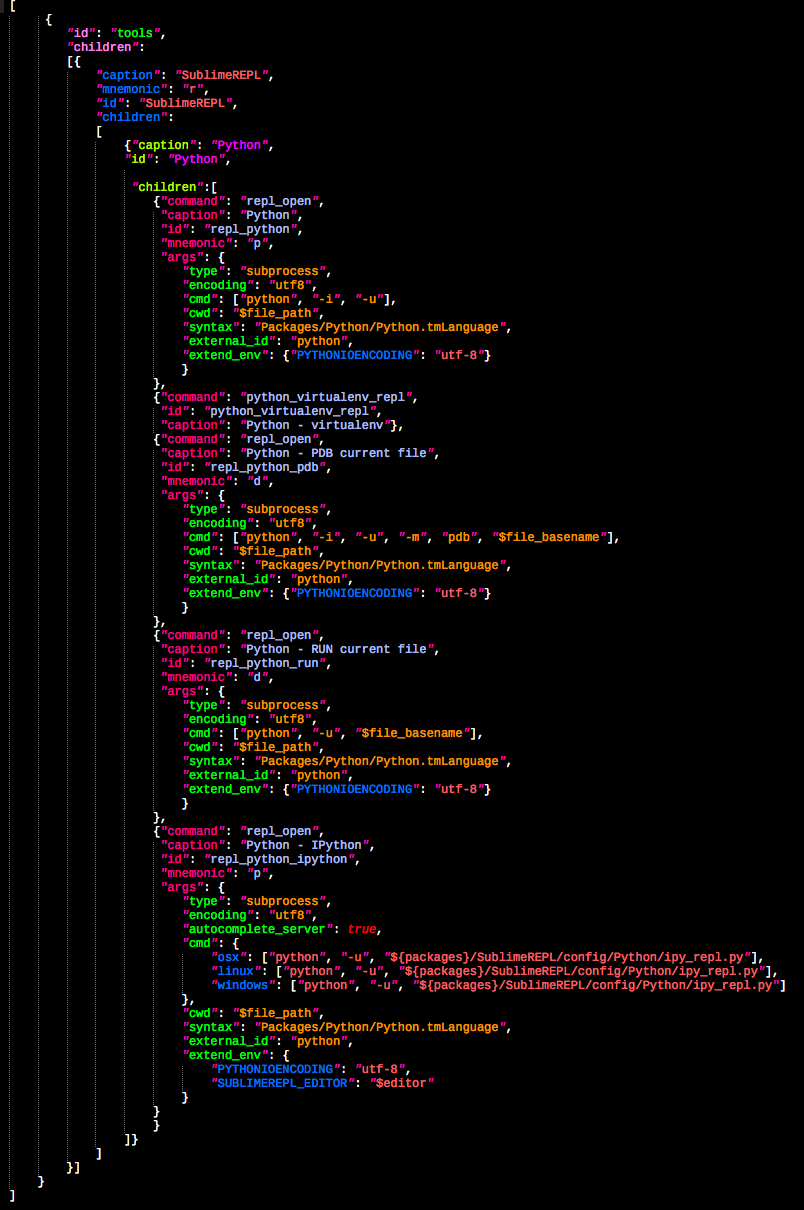 [
{
"id": "tools",
"children":
[{
"caption": "SublimeREPL",
"mnemonic": "r",
"id": "SublimeREPL",
"children":
[
{"caption": "Python",
"id": "Python",
"children":[
{"command": "repl_open",
"caption": "Python",
"id": "repl_python",
"mnemonic": "p",
"args": {
"type": "subprocess",
"encoding": "utf8",
"cmd": ["python", "-i", "-u"],
"cwd": "$file_path",
"syntax": "Packages/Python/Python.tmLanguage",
"external_id": "python",
"extend_env": {"PYTHONIOENCODING": "utf-8"}
}
},
{"command": "python_virtualenv_repl",
"id": "python_virtualenv_repl",
"caption": "Python - virtualenv"},
{"command": "repl_open",
"caption": "Python - PDB current file",
"id": "repl_python_pdb",
"mnemonic": "d",
"args": {
"type": "subprocess",
"encoding": "utf8",
"cmd": ["python", "-i", "-u", "-m", "pdb", "$file_basename"],
"cwd": "$file_path",
"syntax": "Packages/Python/Python.tmLanguage",
"external_id": "python",
"extend_env": {"PYTHONIOENCODING": "utf-8"}
}
},
{"command": "repl_open",
"caption": "Python - RUN current file",
"id": "repl_python_run",
"mnemonic": "d",
"args": {
"type": "subprocess",
"encoding": "utf8",
"cmd": ["python", "-u", "$file_basename"],
"cwd": "$file_path",
"syntax": "Packages/Python/Python.tmLanguage",
"external_id": "python",
"extend_env": {"PYTHONIOENCODING": "utf-8"}
}
},
{"command": "repl_open",
"caption": "Python - IPython",
"id": "repl_python_ipython",
"mnemonic": "p",
"args": {
"type": "subprocess",
"encoding": "utf8",
"autocomplete_server": true,
"cmd": {
"osx": ["python", "-u", "${packages}/SublimeREPL/config/Python/ipy_repl.py"],
"linux": ["python", "-u", "${packages}/SublimeREPL/config/Python/ipy_repl.py"],
"windows": ["python", "-u", "${packages}/SublimeREPL/config/Python/ipy_repl.py"]
},
"cwd": "$file_path",
"syntax": "Packages/Python/Python.tmLanguage",
"external_id": "python",
"extend_env": {
"PYTHONIOENCODING": "utf-8",
"SUBLIMEREPL_EDITOR": "$editor"
}
}
}
]}
]
}]
}
]